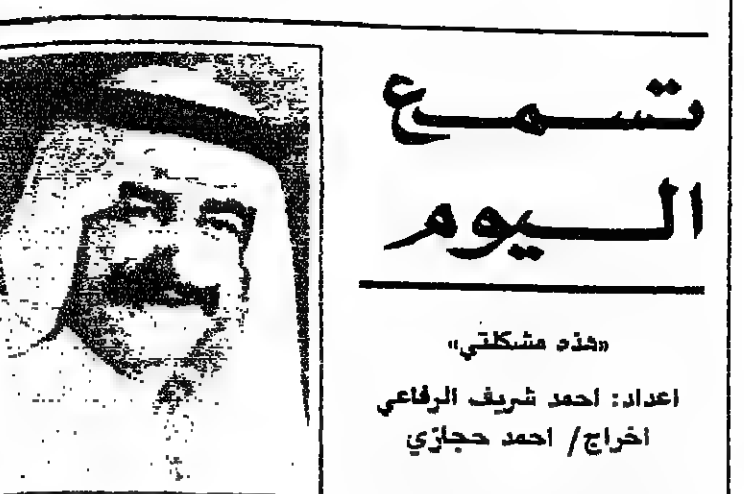 تسمع
اليوم
«هذه مشكلتي»
اعداد: احمد شريف الرفاعي
اخراج/ احمد حجازي